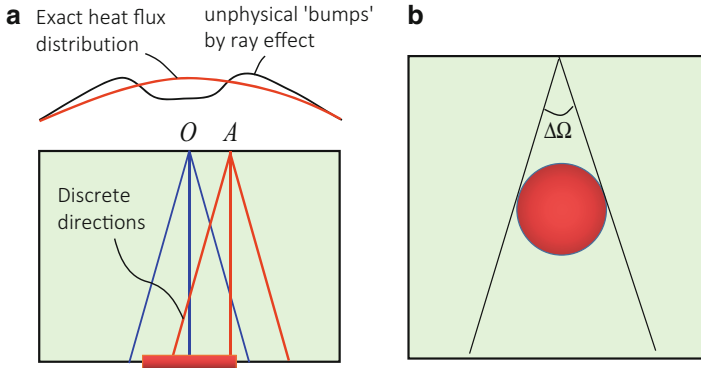 a
Exact heat flux
distribution
unphysical 'bumps'
by ray effect
O A
Discrete
directions
b
ΔΩ